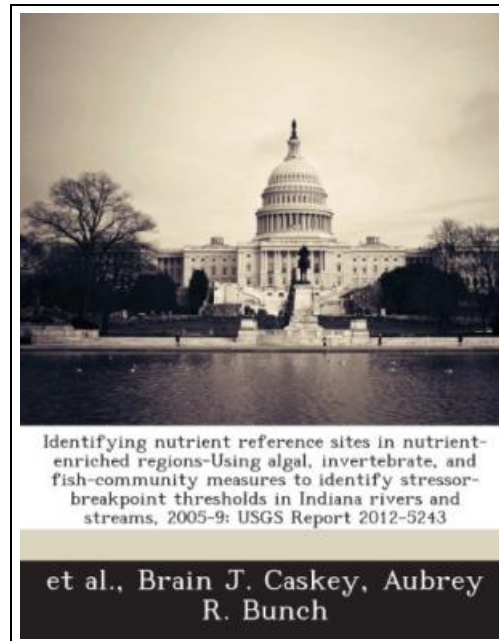 Identifying nutrient reference sites in nutrient-
enriched regions-Using algal, invertebrate, and
fish-community measures to identify stressor-
breakpoint thresholds in Indiana rivers and
streams, 2005-9: USGS Report 2012-5243
et al., Brain J. Caskey, Aubrey
R. Bunch